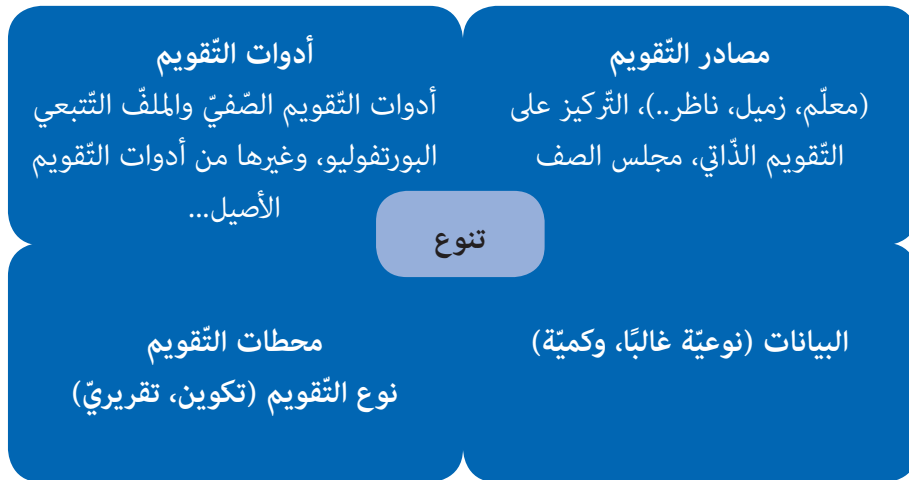 مصادر التّقويم
(معلّم، زميل، ناظر..)، التّركيز على
التّقويم الذّاتي، مجلس الصف
أدوات التّقويم
أدوات التّقويم الصّفيّ والملفّ التّتبعي
البورتفوليو، وغيرها من أدوات التّقويم
الأصيل...
تنوع
البيانات (نوعيّة غالبًا، وكميّة)
محطات التّقويم
نوع التّقويم (تكوين، تقريريّ)